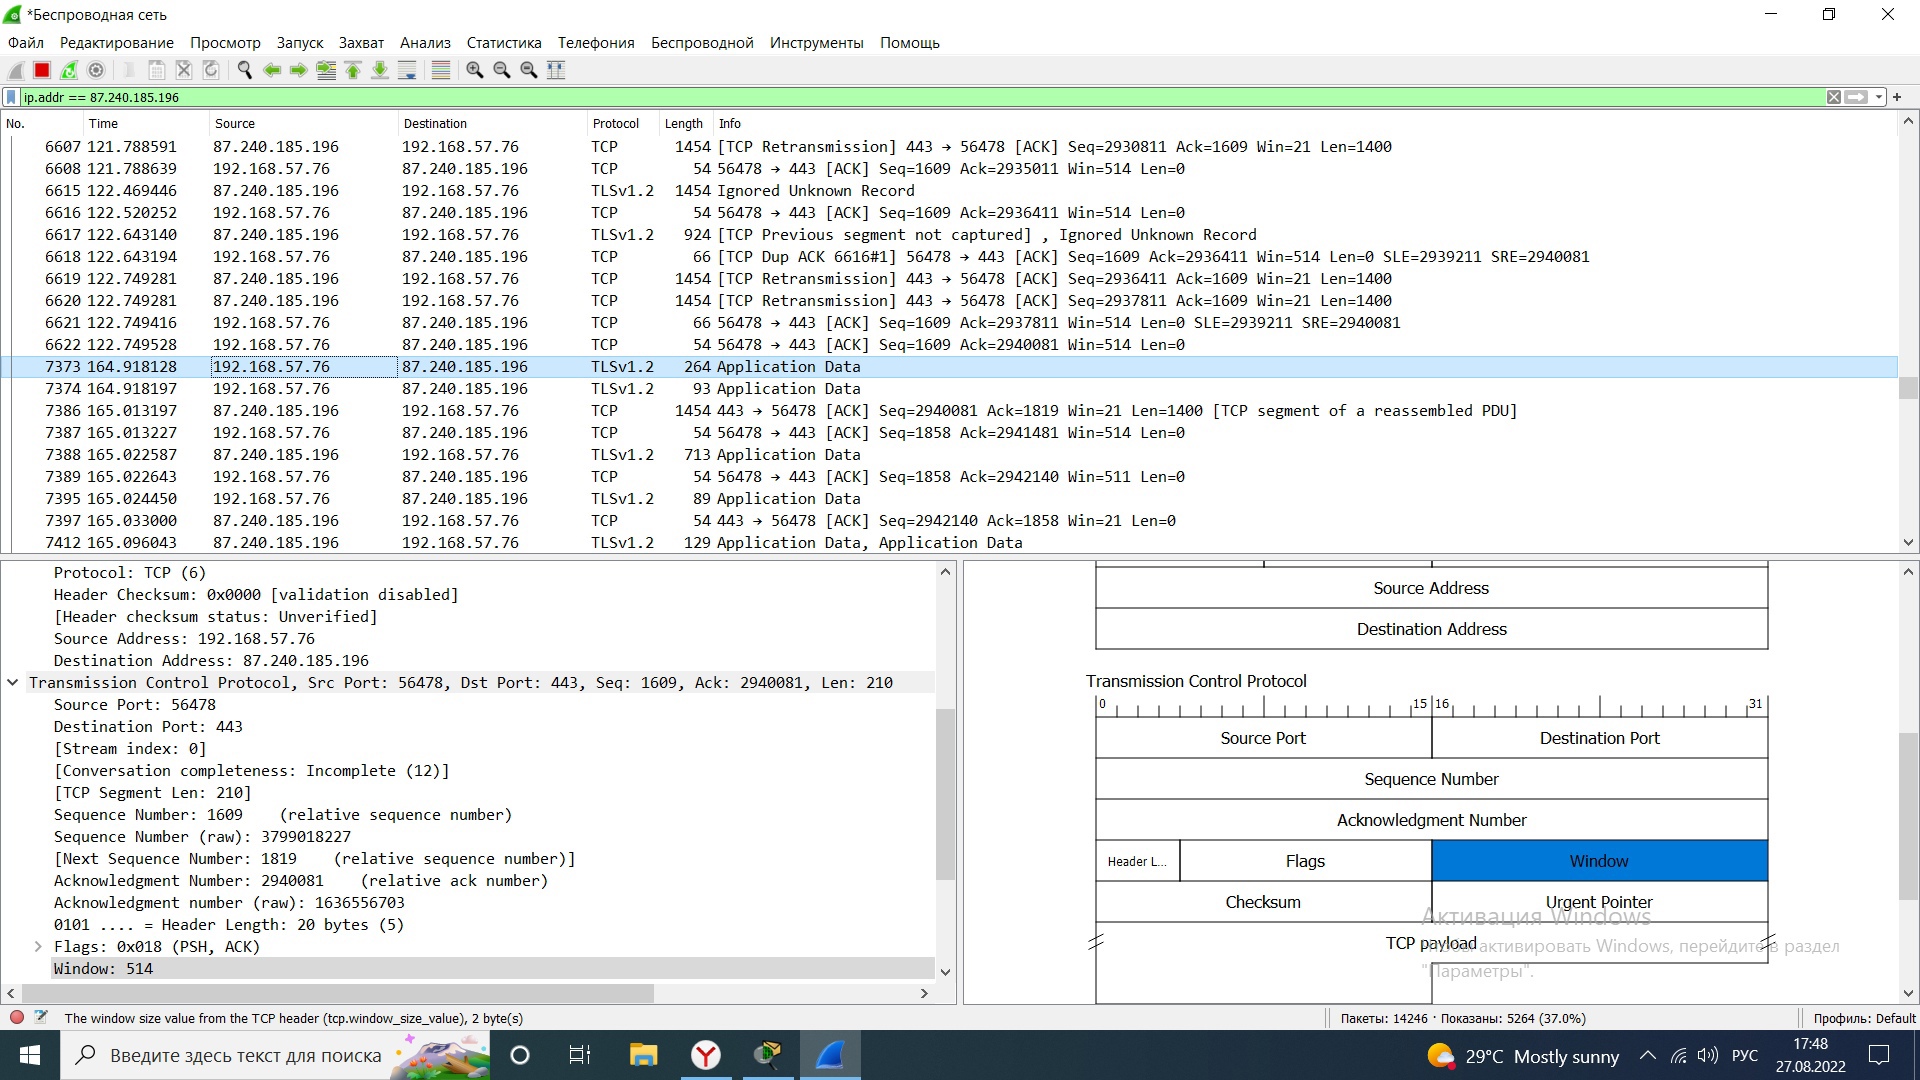 *Беспроводная сеть
Файл Редактирование Просмотр Запуск Захват Анализ Статистика Телефония Беспроводной Инструменты Помощь
ip.addr == 87.240.185.196
No. Time Source Destination Protocol Length Info
6607 121.788591 87.240.185.196 192.168.57.76 TCP 1454 [TCP Retransmission] 443 → 56478 [ACK] Seq=2930811 Ack=1609 Win=21 Len=1400
6608 121.788639 192.168.57.76 87.240.185.196 TCP 54 56478 → 443 [ACK] Seq=1609 Ack=2935011 Win=514 Len=0
6615 122.469446 87.240.185.196 192.168.57.76 TLSv1.2 1454 Ignored Unknown Record
6616 122.520252 192.168.57.76 87.240.185.196 TCP 54 56478 → 443 [ACK] Seq=1609 Ack=2936411 Win=514 Len=0
6617 122.643140 87.240.185.196 192.168.57.76 TLSv1.2 924 [TCP Previous segment not captured] , Ignored Unknown Record
6618 122.643194 192.168.57.76 87.240.185.196 TCP 66 [TCP Dup ACK 6616#1] 56478 → 443 [ACK] Seq=1609 Ack=2936411 Win=514 Len=0 SLE=2939211 SRE=2940081
6619 122.749281 87.240.185.196 192.168.57.76 TCP 1454 [TCP Retransmission] 443 → 56478 [ACK] Seq=2936411 Ack=1609 Win=21 Len=1400
6620 122.749281 87.240.185.196 192.168.57.76 TCP 1454 [TCP Retransmission] 443 → 56478 [ACK] Seq=2937811 Ack=1609 Win=21 Len=1400
6621 122.749416 192.168.57.76 87.240.185.196 TCP 66 56478 → 443 [ACK] Seq=1609 Ack=2937811 Win=514 Len=0 SLE=2939211 SRE=2940081
6622 122.749528 192.168.57.76 87.240.185.196 TCP 54 56478 → 443 [ACK] Seq=1609 Ack=2940081 Win=514 Len=0
7373 164.918128 192.168.57.76 87.240.185.196 TLSv1.2 264 Application Data
7374 164.918197 192.168.57.76 87.240.185.196 TLSv1.2 93 Application Data
7386 165.013197 87.240.185.196 192.168.57.76 TCP 1454 443 → 56478 [ACK] Seq=2940081 Ack=1819 Win=21 Len=1400 [TCP segment of a reassembled PDU]
7387 165.013227 192.168.57.76 87.240.185.196 TCP 54 56478 → 443 [ACK] Seq=1858 Ack=2941481 Win=514 Len=0
7388 165.022587 87.240.185.196 192.168.57.76 TLSv1.2 713 Application Data
7389 165.022643 192.168.57.76 87.240.185.196 TCP 54 56478 → 443 [ACK] Seq=1858 Ack=2942140 Win=511 Len=0
7395 165.024450 192.168.57.76 87.240.185.196 TLSv1.2 89 Application Data
7397 165.033000 87.240.185.196 192.168.57.76 TCP 54 443 → 56478 [ACK] Seq=2942140 Ack=1858 Win=21 Len=0
7412 165.096043 87.240.185.196 192.168.57.76 TLSv1.2 129 Application Data, Application Data
Protocol: TCP (6)
Header Checksum: 0x0000 [validation disabled]
[Header checksum status: Unverified]
Source Address: 192.168.57.76
Destination Address: 87.240.185.196
Transmission Control Protocol, Src Port: 56478, Dst Port: 443, Seq: 1609, Ack: 2940081, Len: 210
Source Port: 56478
Destination Port: 443
[Stream index: 0]
[Conversation completeness: Incomplete (12)]
[TCP Segment Len: 210]
Sequence Number: 1609 (relative sequence number)
Sequence Number (raw): 3799018227
[Next Sequence Number: 1819 (relative sequence number)]
Acknowledgment Number: 2940081 (relative ack number)
Acknowledgment number (raw): 1636556703
0101 .... = Header Length: 20 bytes (5)
Flags: 0x018 (PSH, ACK)
Window: 514
Source Address
Destination Address
Transmission Control Protocol
0 15 16 31
Source Port Destination Port
Sequence Number
Acknowledgment Number
Header L... Flags Window
Checksum Urgent Pointer
TCP payload
Активация Windows
Чтобы активировать Windows, перейдите в раздел
"Параметры".
The window size value from the TCP header (tcp.window_size_value), 2 byte(s)
Пакеты: 14246 · Показаны: 5264 (37.0%)
Профиль: Default
Введите здесь текст для поиска
29°C Mostly sunny
РУС
17:48
27.08.2022